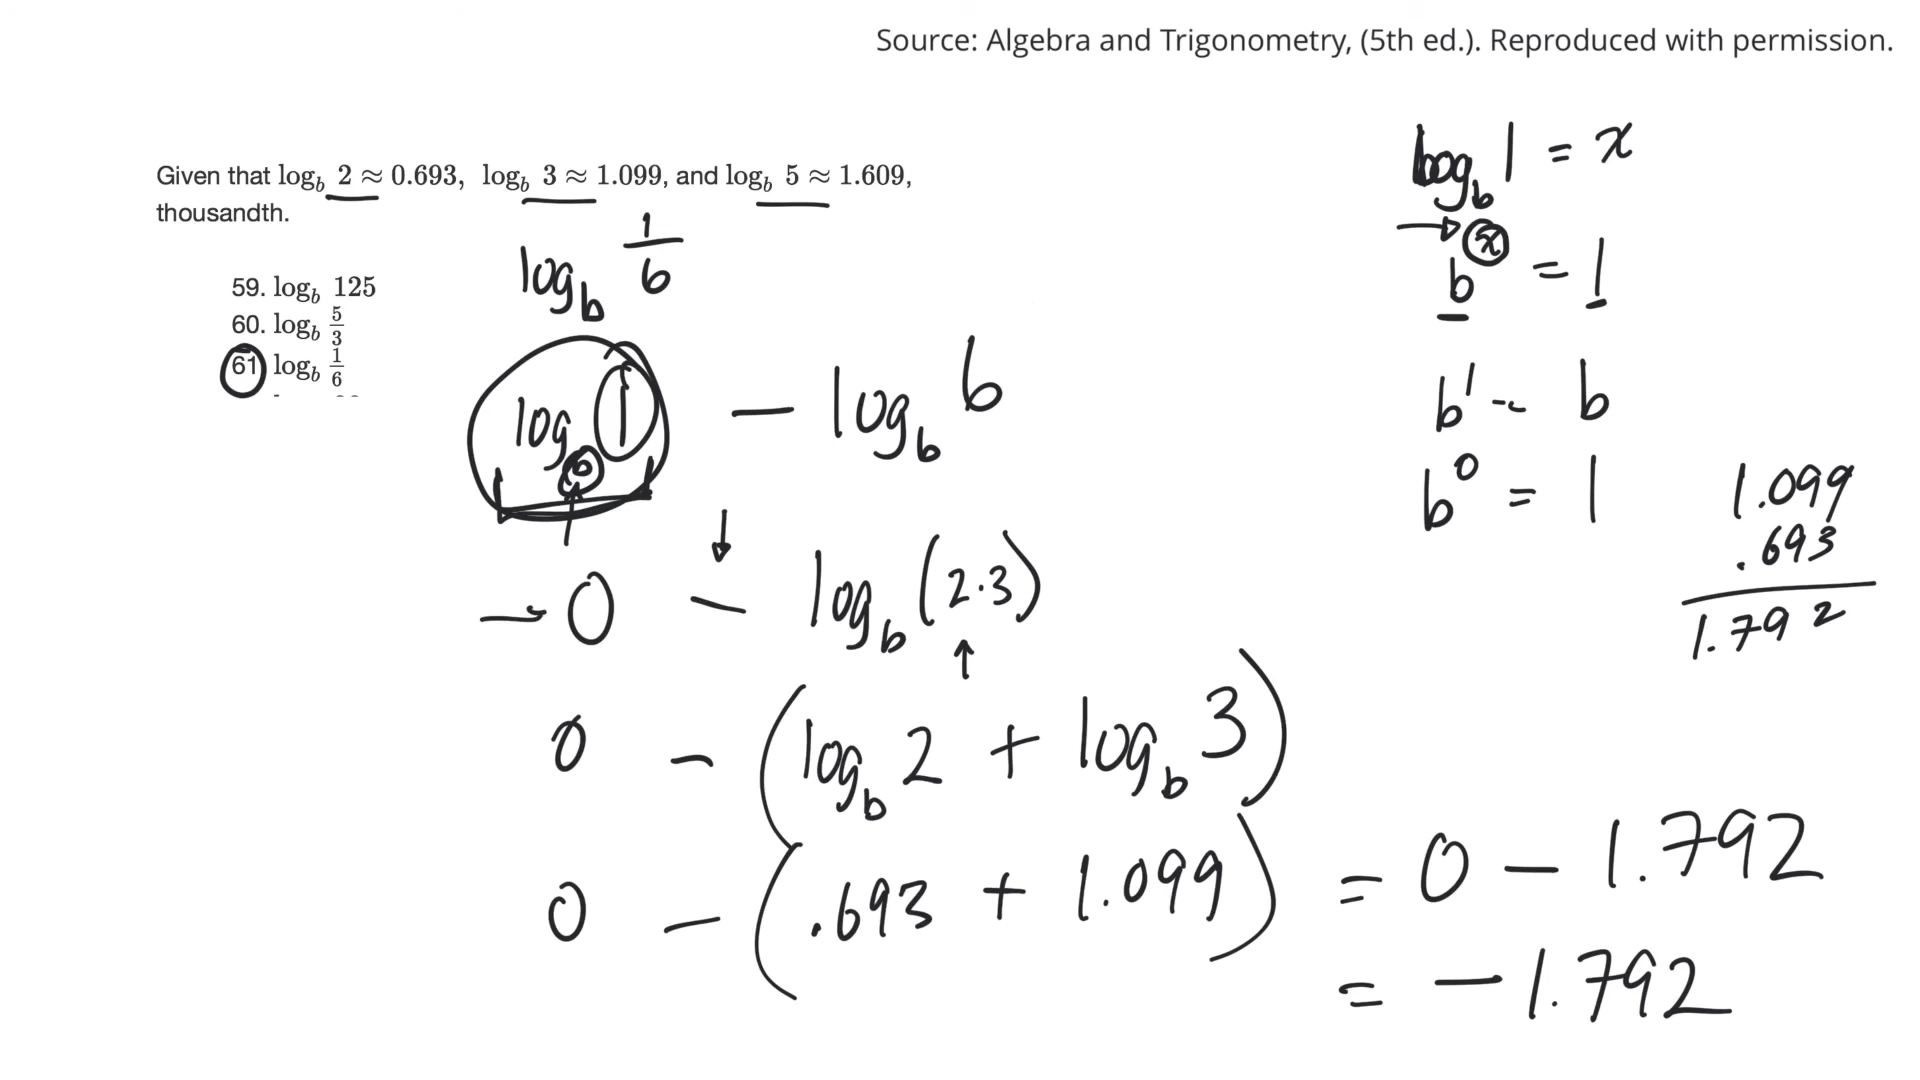 Source: Algebra and Trigonometry, (5th ed.). Reproduced with permission.
Given that log_b 2 ≈ 0.693, log_b 3 ≈ 1.099, and log_b 5 ≈ 1.609,
thousandth.
59. log_b 125
60. log_b 5/3
61 log_b 1/6
log_b 1/6
log_b 1 — log_b 6
→ 0 — log_b (2·3)
0 - (log_b 2 + log_b 3)
0 — (.693 + 1.099) = 0 — 1.792
= -1.792
log_b 1 = x
b^x = 1
b^1 = b
b^0 = 1
1.099
.693
1.792